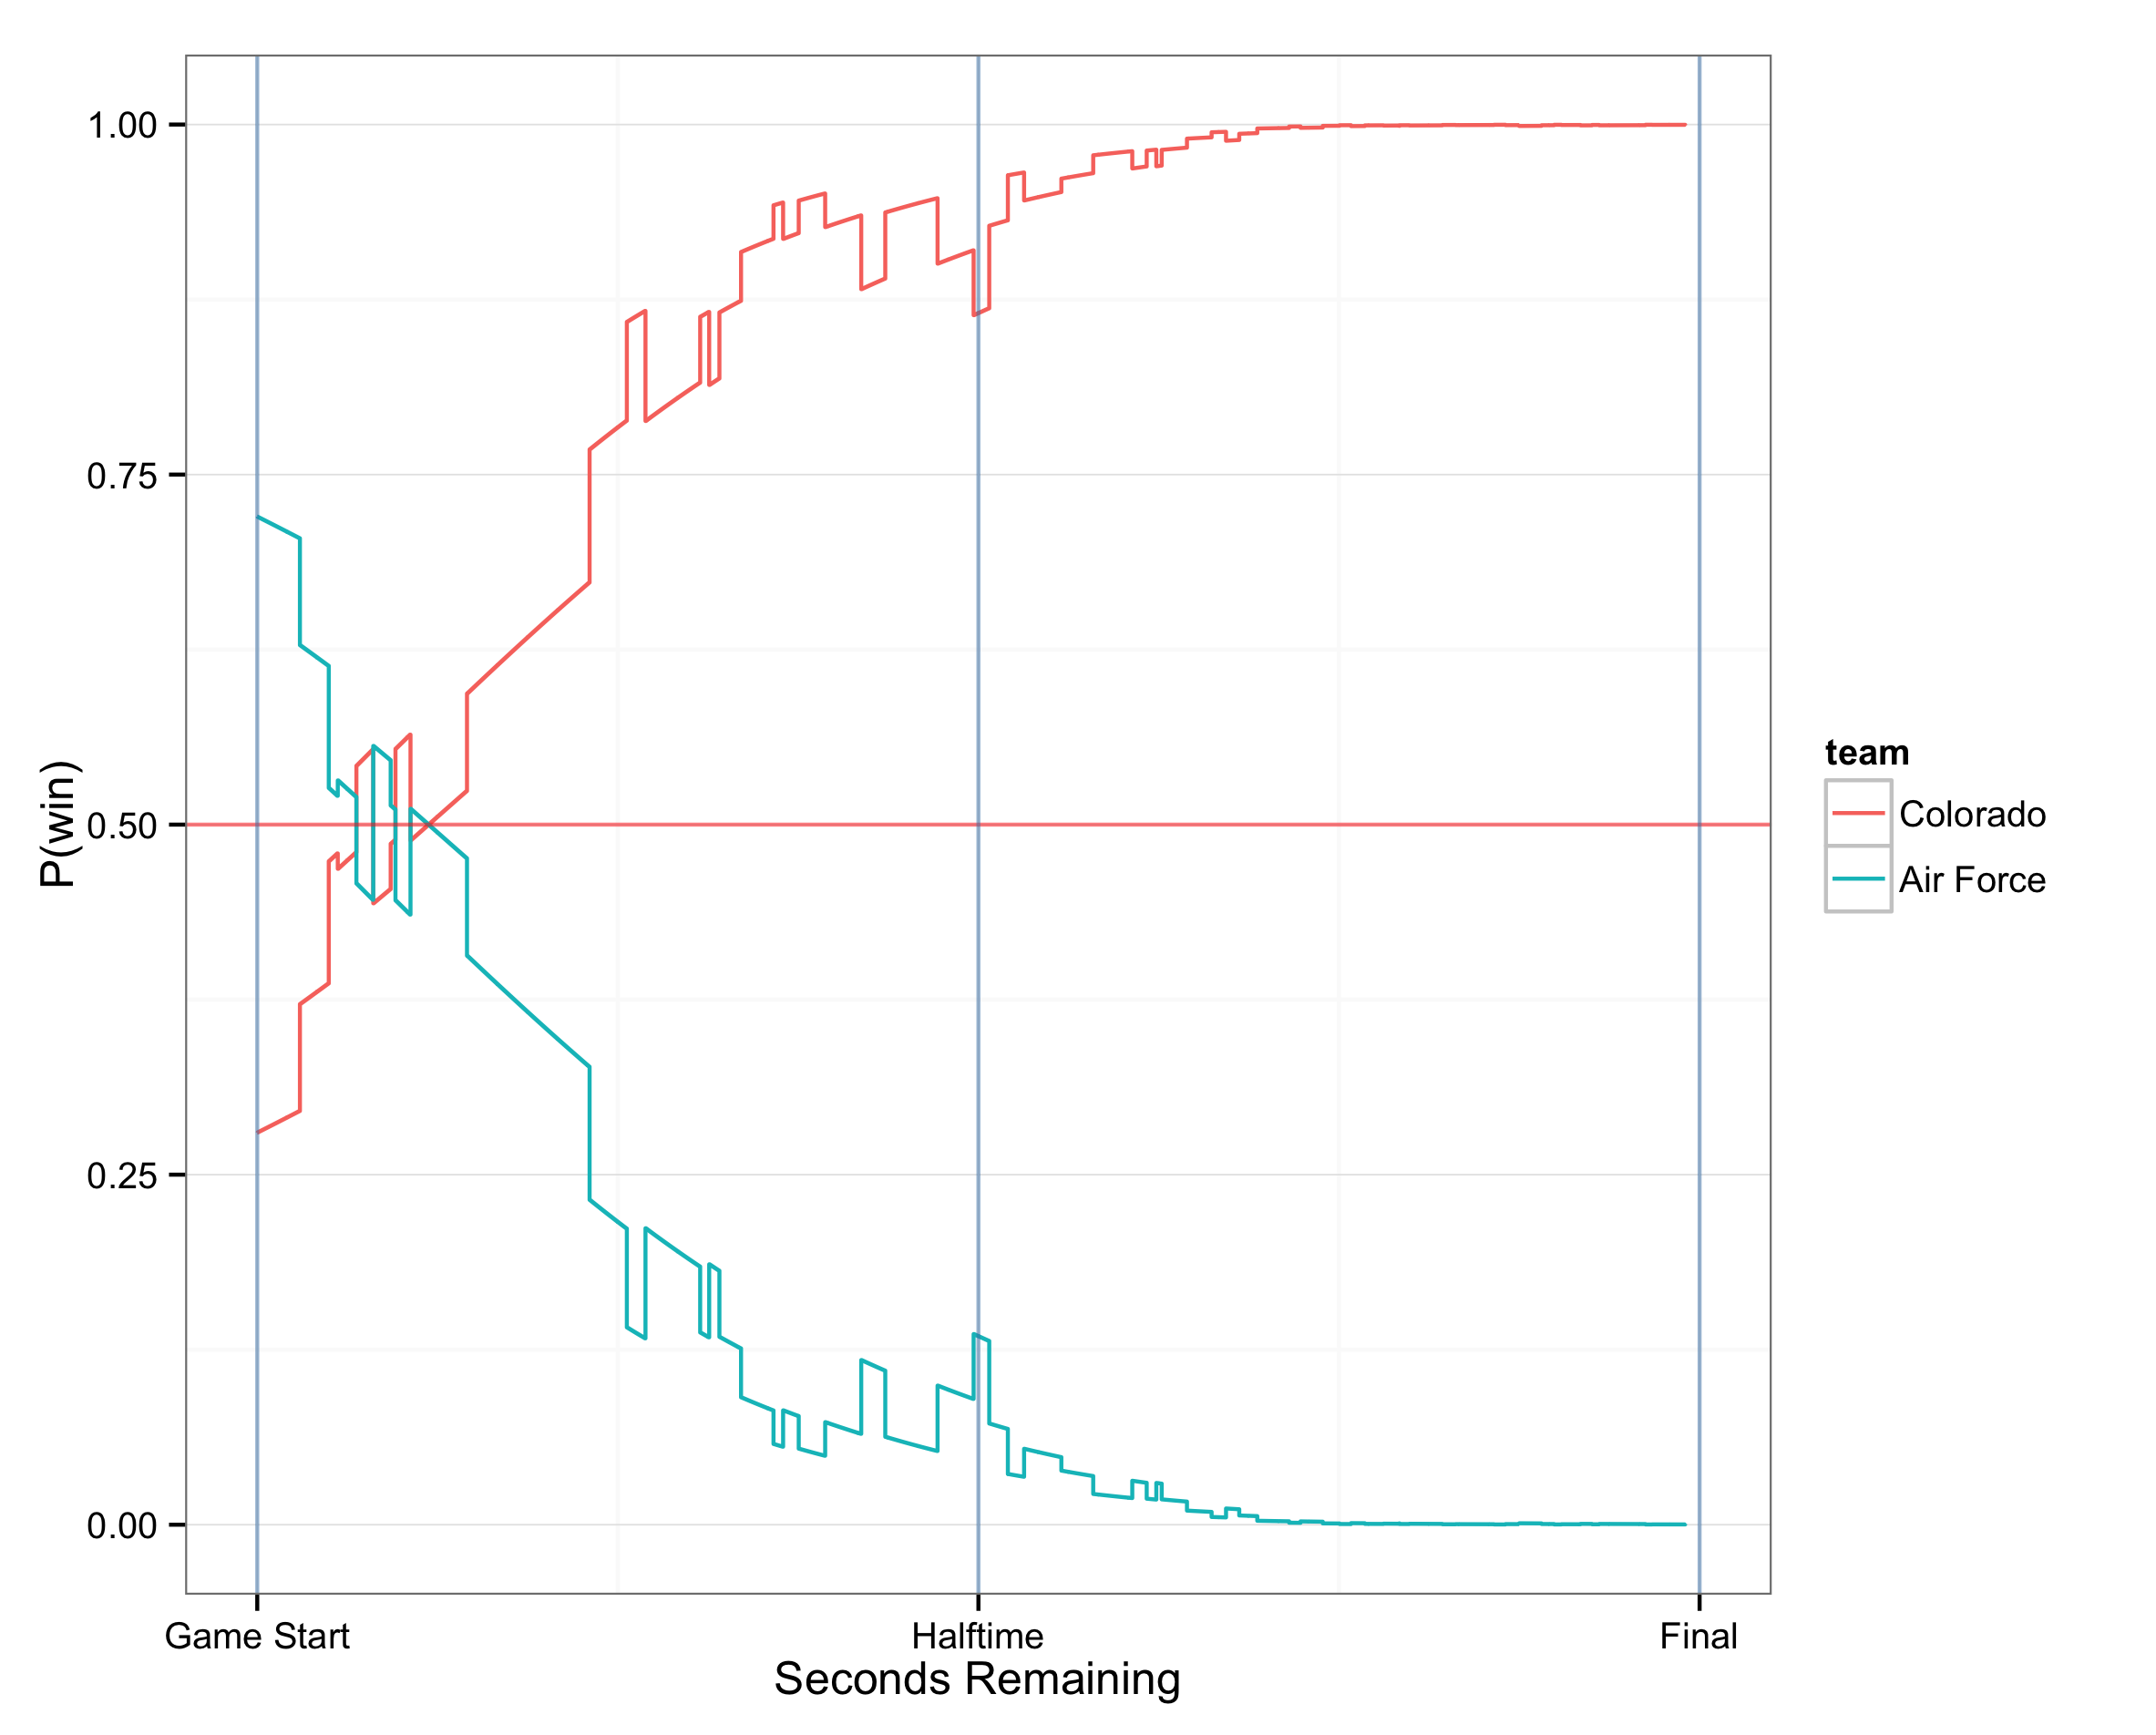 P(win)
1.00
0.75
0.50
0.25
0.00
Game Start
Halftime
Final
Seconds Remaining
team
Colorado
Air Force